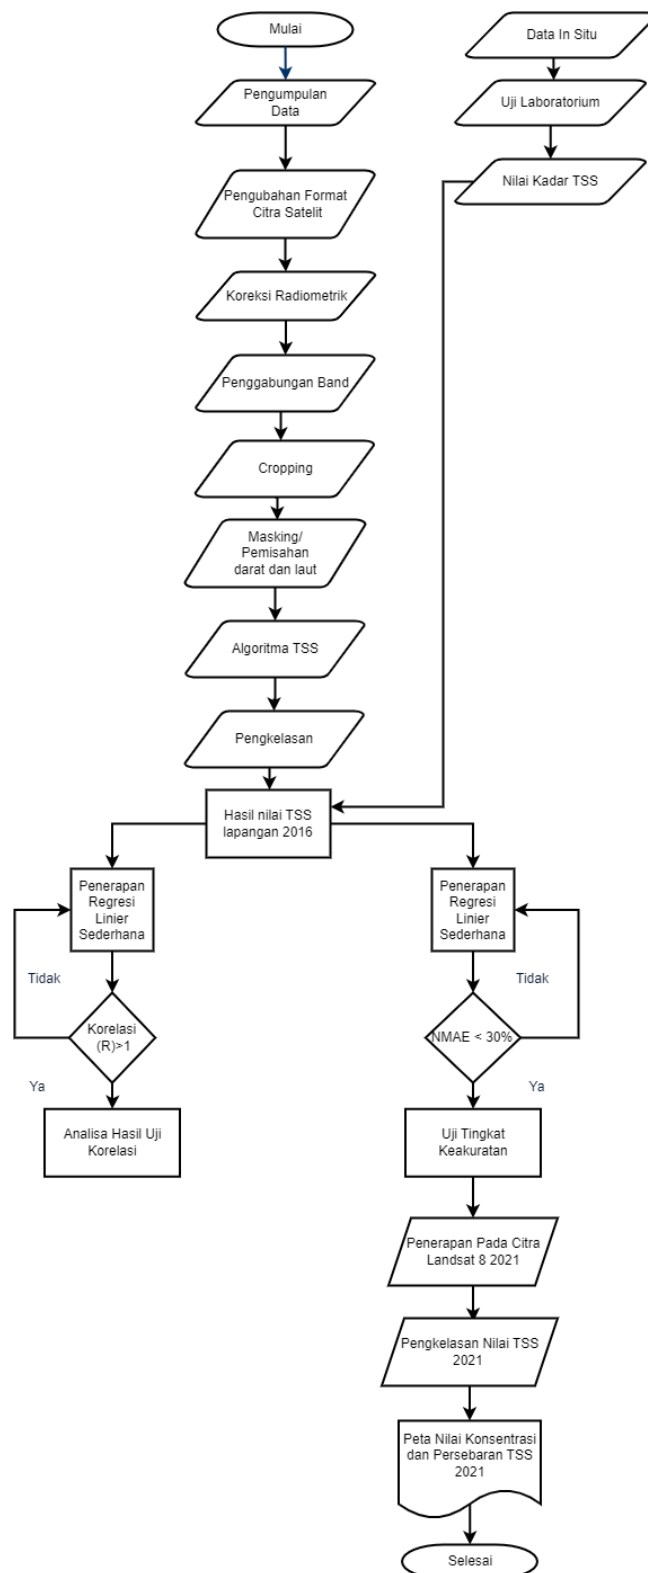 Mulai
Pengumpulan
Data
Pengubahan Format
Citra Satelit
Koreksi Radiometrik
Penggabungan Band
Cropping
Masking/
Pemisahan
darat dan laut
Algoritma TSS
Pengkelasan
Data In Situ
Uji Laboratorium
Nilai Kadar TSS
Hasil nilai TSS
lapangan 2016
Penerapan
Regresi
Linier
Sederhana
Tidak
Korelasi
(R)>1
Ya
Analisa Hasil Uji
Korelasi
Penerapan
Regresi
Linier
Sederhana
Tidak
NMAE < 30%
Ya
Uji Tingkat
Keakuratan
Penerapan Pada Citra
Landsat 8 2021
Pengkelasan Nilai TSS
2021
Peta Nilai Konsentrasi
dan Persebaran TSS
2021
Selesai